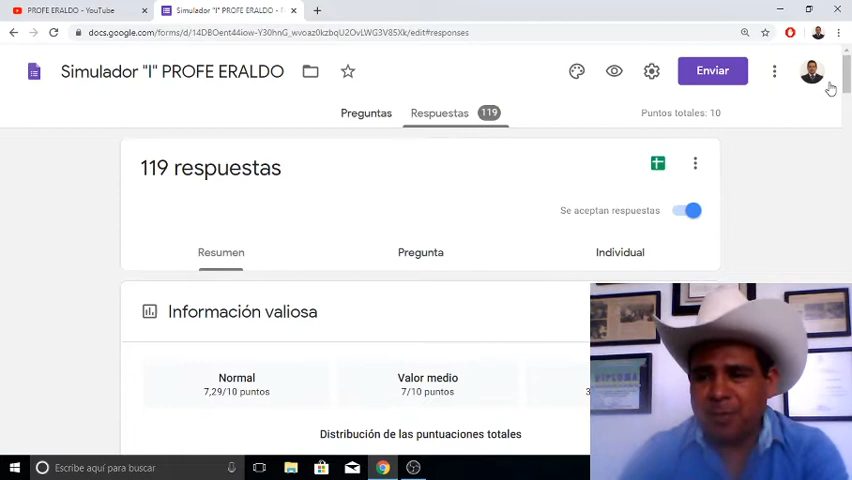 PROFE ERALDO - YouTube
Simulador "I" PROFE ERALDO -
docs.google.com/forms/d/14DBOent44iow-Y30hnG_wvoaz0kzbqU2OvLWG3V85Xk/edit#responses
Simulador "I" PROFE ERALDO
Enviar
Preguntas Respuestas 119 Puntos totales: 10
119 respuestas
Se aceptan respuestas
Resumen Pregunta Individual
Información valiosa
Normal Valor medio
7,29/10 puntos 7/10 puntos 3
Distribución de las puntuaciones totales
DIPLOMA
Escribe aquí para buscar